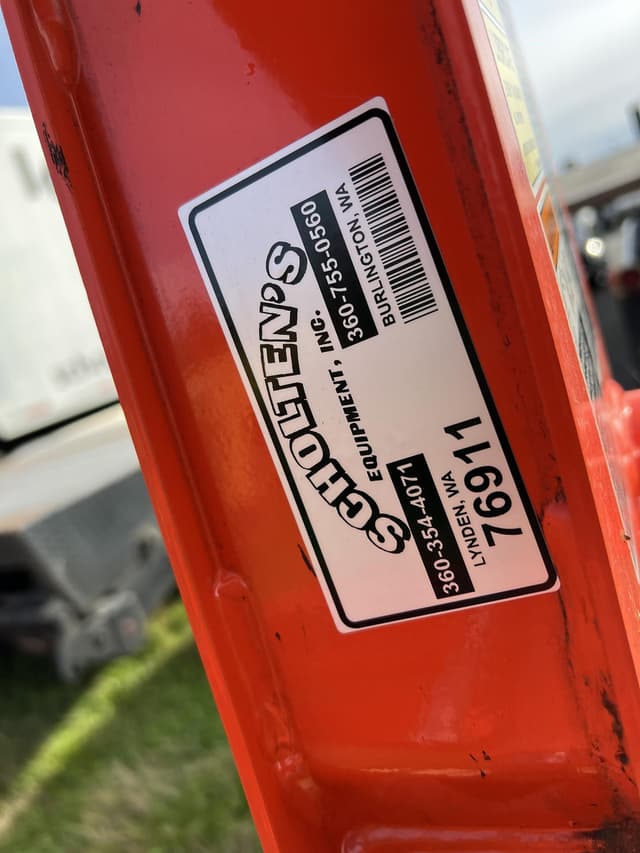 SCHOLTEN'S
EQUIPMENT, INC.
360-354-4071
LYNDEN, WA
360-755-0560
BURLINGTON, WA
76911